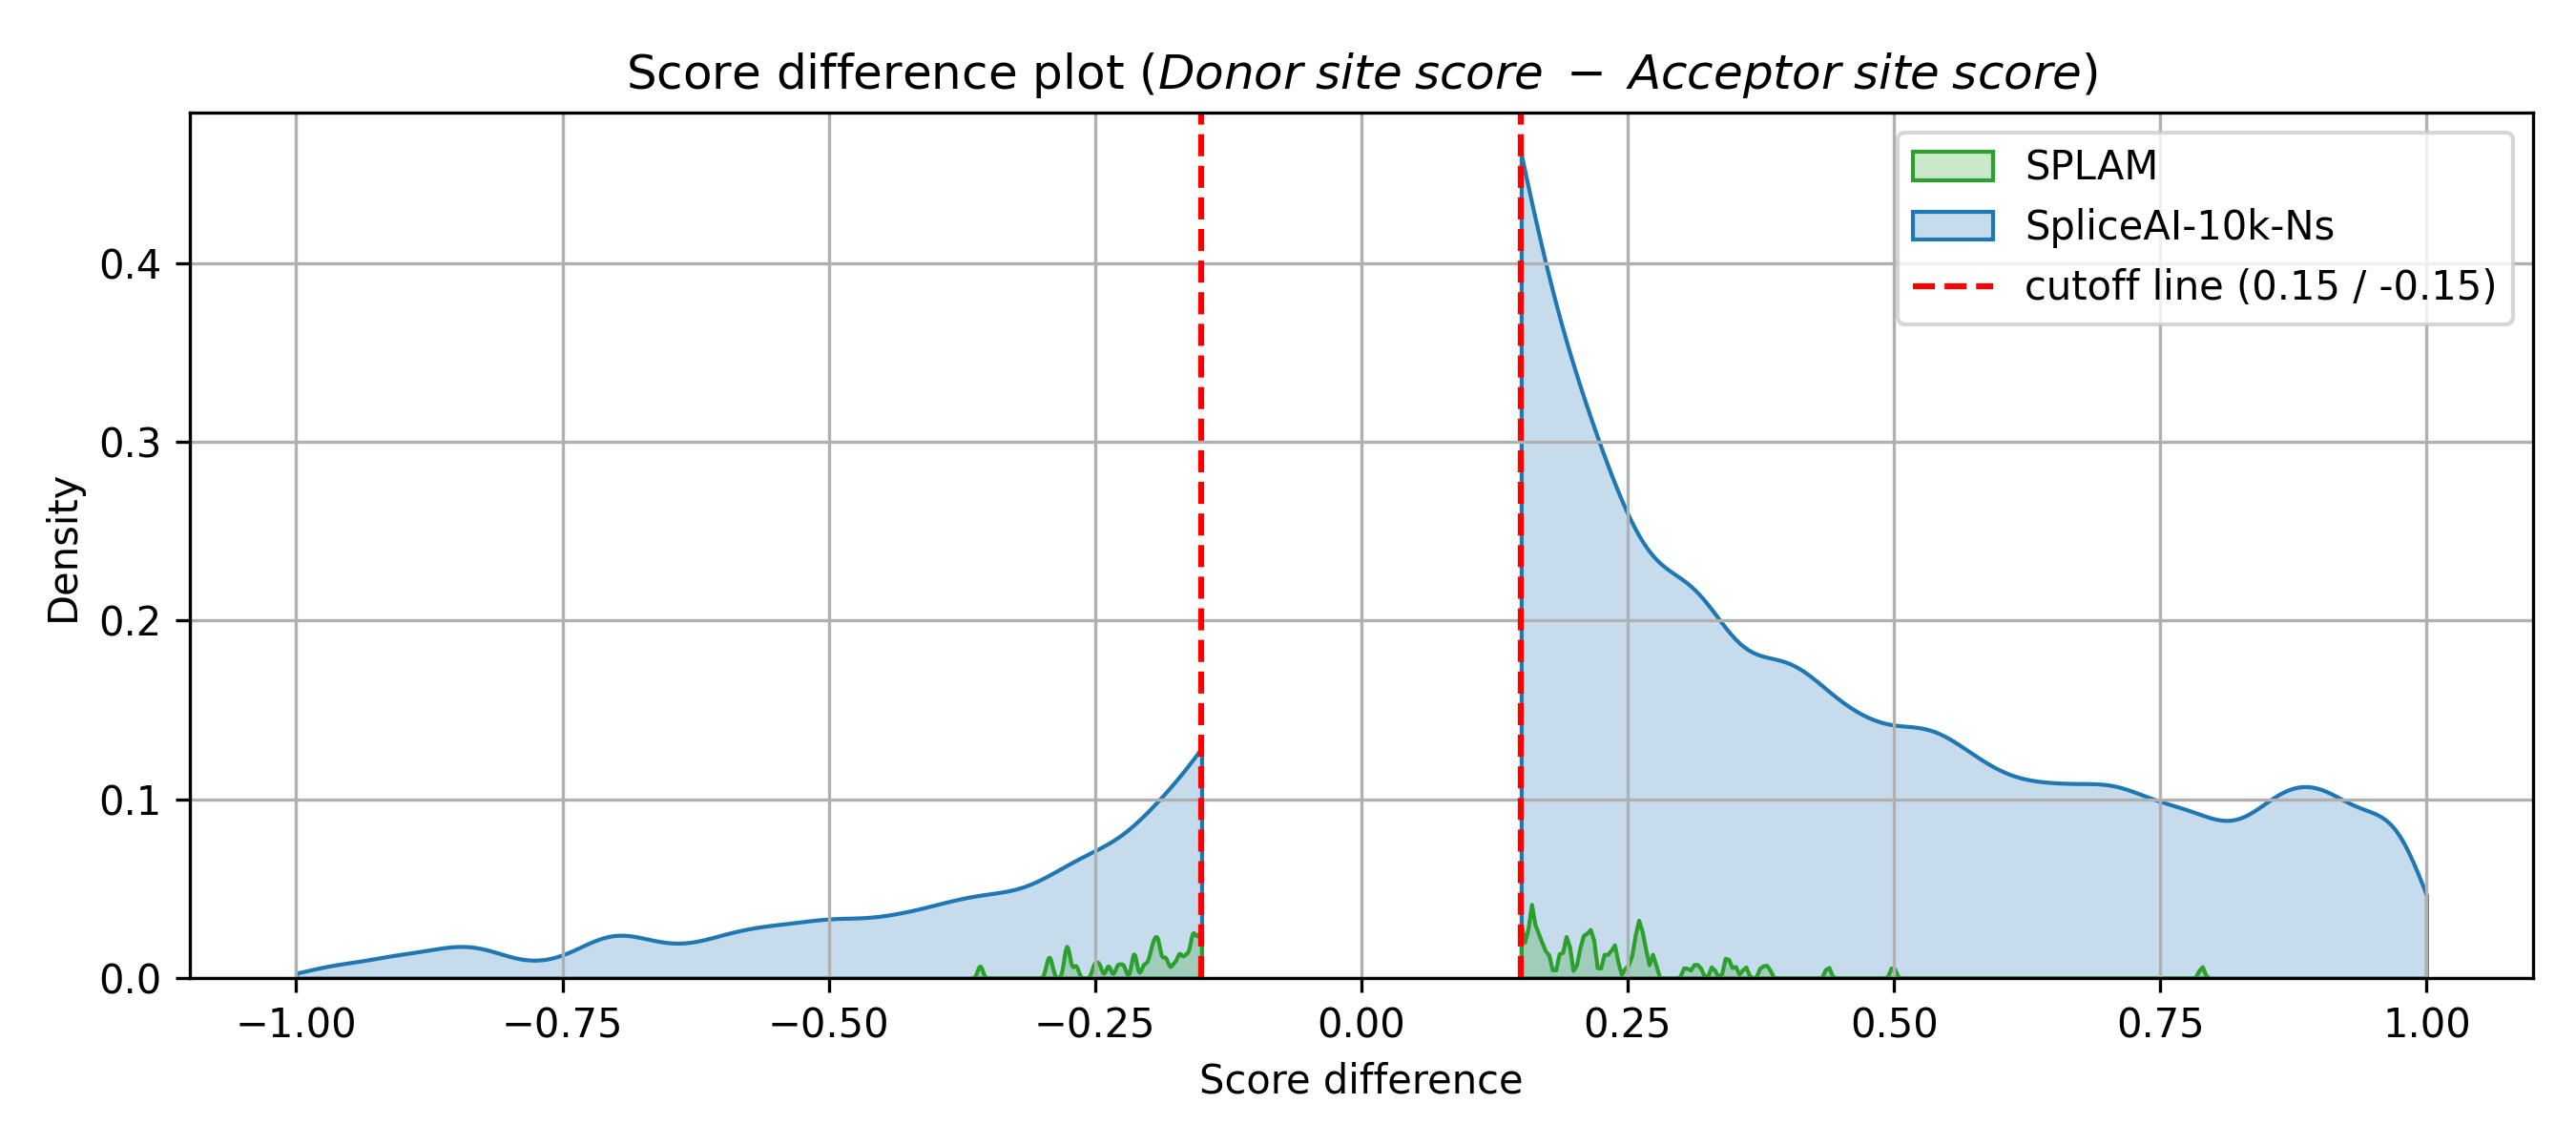 Score difference plot (Donor site score − Acceptor site score)
SPLAM
SpliceAI-10k-Ns
cutoff line (0.15 / -0.15)
Density
0.4
0.3
0.2
0.1
0.0
−1.00 −0.75 −0.50 −0.25 0.00 0.25 0.50 0.75 1.00
Score difference